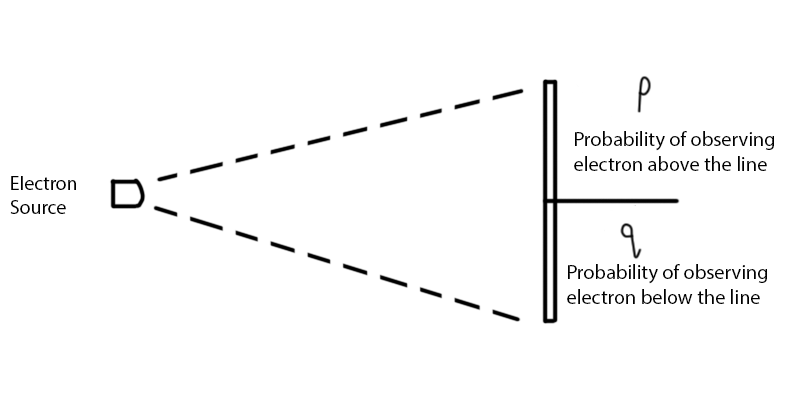 Electron
Source
p
Probability of observing
electron above the line
q
Probability of observing
electron below the line